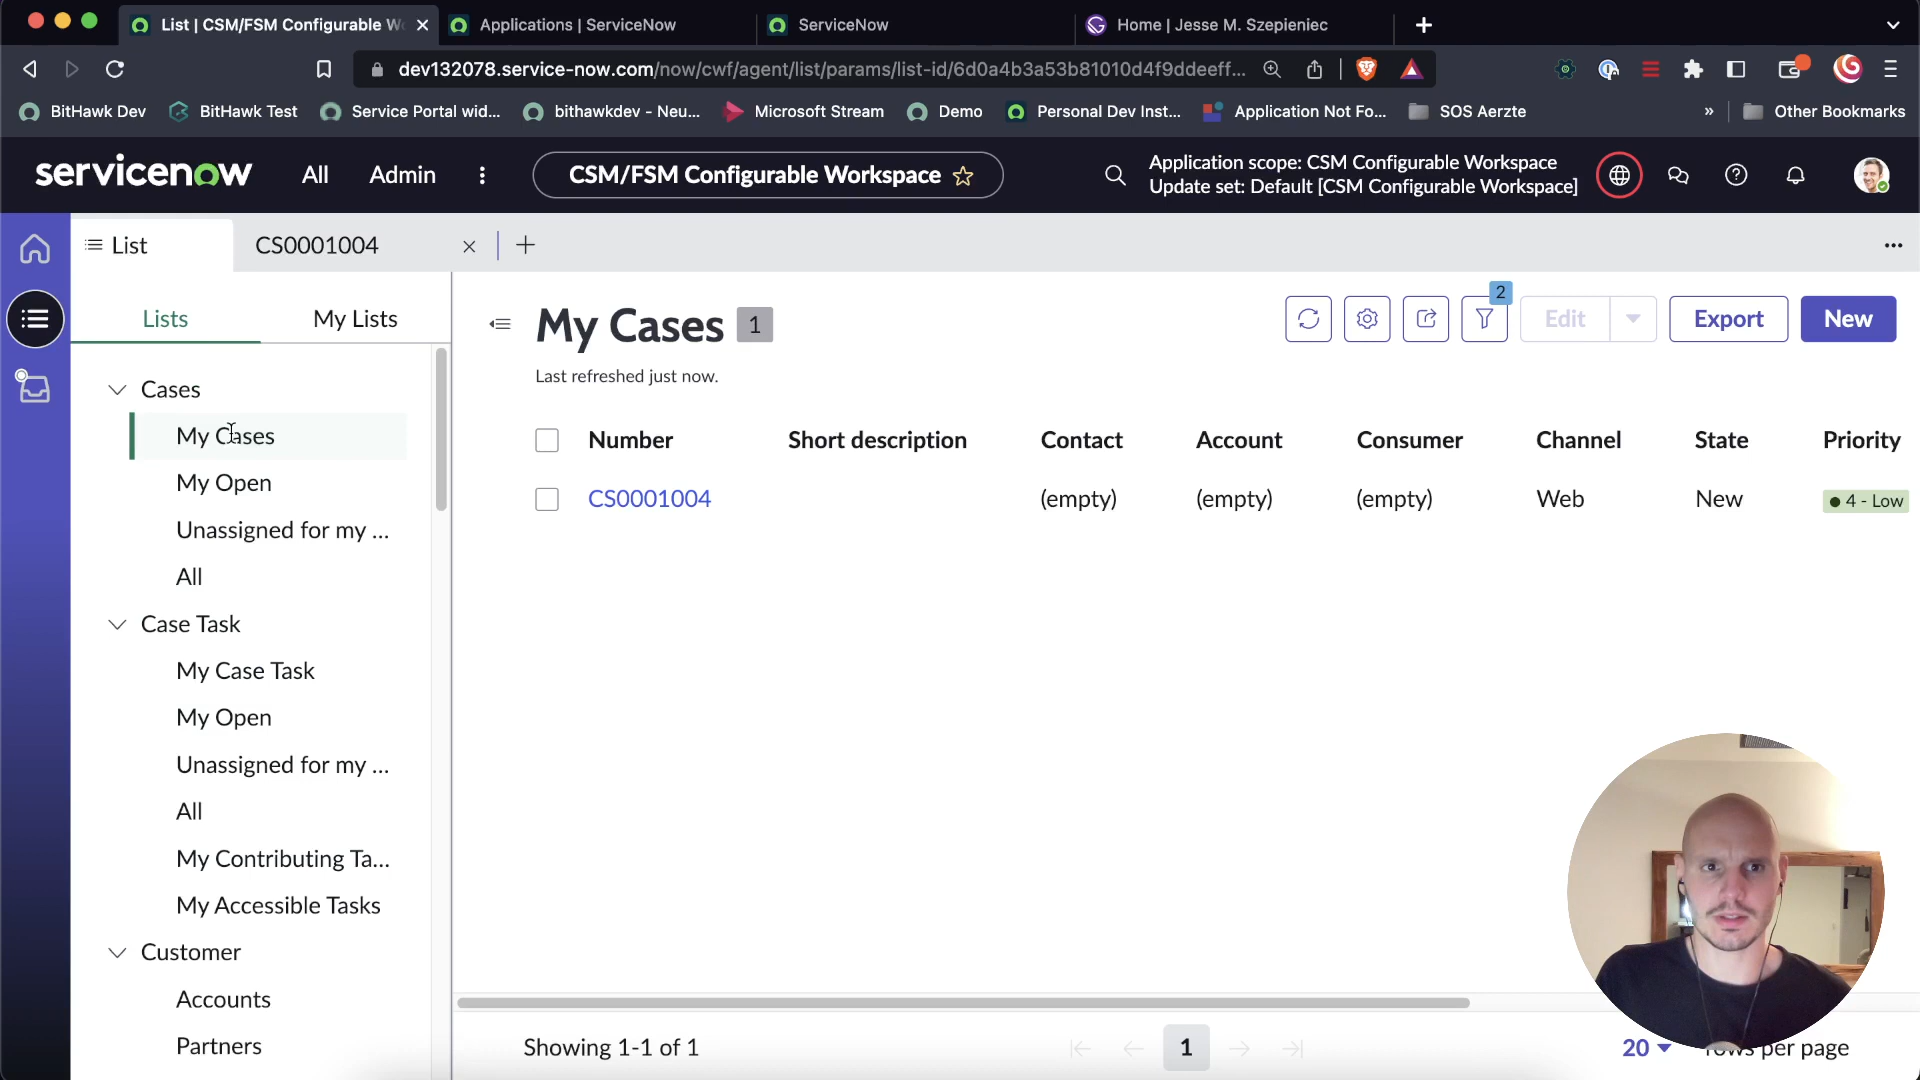 List | CSM/FSM Configurable Wo
Applications | ServiceNow
ServiceNow
Home | Jesse M. Szepieniec
dev132078.service-now.com/now/cwf/agent/list/params/list-id/6d0a4b3a53b81010d4f9ddeeff...
BitHawk Dev
BitHawk Test
Service Portal wid...
bithawkdev - Neu...
Microsoft Stream
Demo
Personal Dev Inst...
Application Not Fo...
SOS Aerzte
»
Other Bookmarks
servicenow
All
Admin
CSM/FSM Configurable Workspace
Application scope: CSM Configurable Workspace
Update set: Default [CSM Configurable Workspace]
List
CS0001004
Lists
My Lists
Cases
My Cases
My Open
Unassigned for my ...
All
Case Task
My Case Task
My Open
Unassigned for my ...
All
My Contributing Ta...
My Accessible Tasks
Customer
Accounts
Partners
My Cases 1
Last refreshed just now.
2
Edit
Export
New
Number Short description Contact Account Consumer Channel State Priority
CS0001004 (empty) (empty) (empty) Web New 4 - Low
Showing 1-1 of 1
1
20 rows per page